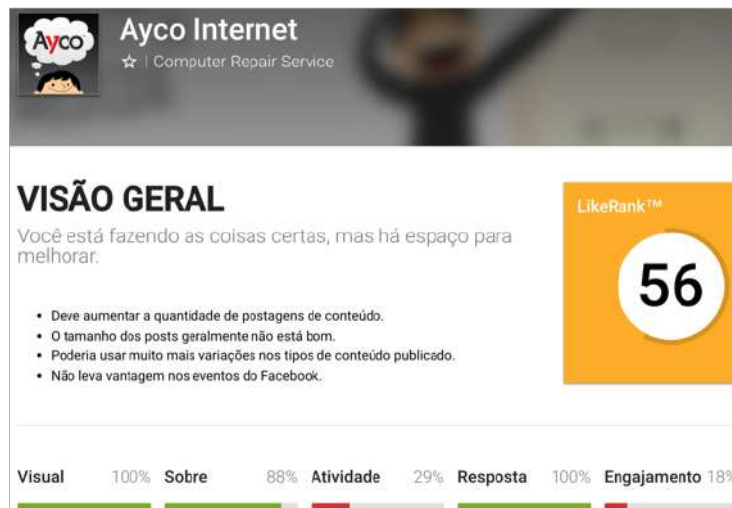 Ayco
Ayco Internet
☆ | Computer Repair Service
VISÃO GERAL
Você está fazendo as coisas certas, mas há espaço para
melhorar.
• Deve aumentar a quantidade de postagens de conteúdo.
• O tamanho dos posts geralmente não está bom.
• Poderia usar muito mais variações nos tipos de conteúdo publicado.
• Não leva vantagem nos eventos do Facebook.
LikeRank™
56
Visual 100% Sobre 88% Atividade 29% Resposta 100% Engajamento 18%